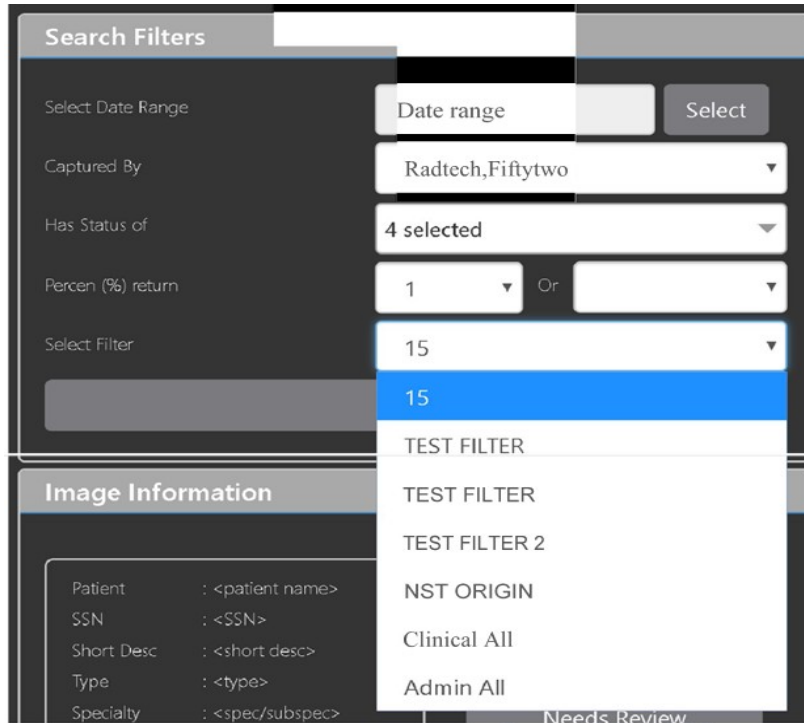 Search Filters
Select Date Range Date range Select
Captured By Radtech,Fiftytwo
Has Status of 4 selected
Percen (%) return 1 Or
Select Filter 15
15
TEST FILTER
TEST FILTER
TEST FILTER 2
NST ORIGIN
Clinical All
Admin All
Image Information
Patient : <patient name>
SSN : <SSN>
Short Desc : <short desc>
Type : <type>
Specialty : <spec/subspec>
Needs Review